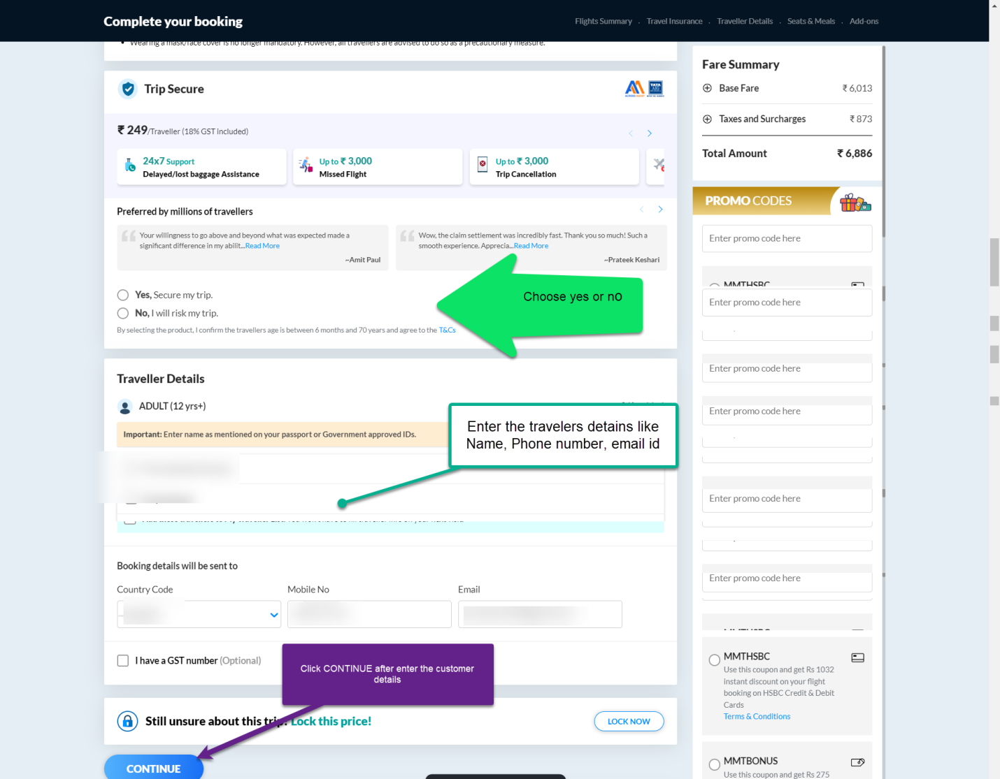 Complete your booking
Flights Summary . Travel Insurance . Traveller Details . Seats & Meals . Add-ons
Wearing a mask/face cover is no longer mandatory. However, all travellers are advised to do so as a precautionary measure.
Trip Secure
₹ 249/Traveller (18% GST included)
24x7 Support
Delayed/lost baggage Assistance
Up to ₹ 3,000
Missed Flight
Up to ₹ 3,000
Trip Cancellation
Preferred by millions of travellers
Your willingness to go above and beyond what was expected made a
significant difference in my abilit...Read More
~Amit Paul
Wow, the claim settlement was incredibly fast. Thank you so much! Such a
smooth experience. Apprecia...Read More
~Prateek Keshari
Yes, Secure my trip.
No, I will risk my trip.
By selecting the product, I confirm the travellers age is between 6 months and 70 years and agree to the T&Cs
Choose yes or no
Traveller Details
ADULT (12 yrs+)
Important: Enter name as mentioned on your passport or Government approved IDs.
Enter the travelers detains like
Name, Phone number, email id
Booking details will be sent to
Country Code
Mobile No
Email
I have a GST number (Optional)
Click CONTINUE after enter the customer
details
Still unsure about this trip? Lock this price!
LOCK NOW
CONTINUE
Fare Summary
Base Fare
₹ 6,013
Taxes and Surcharges
₹ 873
Total Amount
₹ 6,886
PROMO CODES
Enter promo code here
MMTHSBC
Enter promo code here
Enter promo code here
Enter promo code here
Enter promo code here
Enter promo code here
MMTHSBC
Use this coupon and get Rs 1032
instant discount on your flight
booking on HSBC Credit & Debit
Cards
Terms & Conditions
MMTBONUS
Use this coupon and get Rs 275